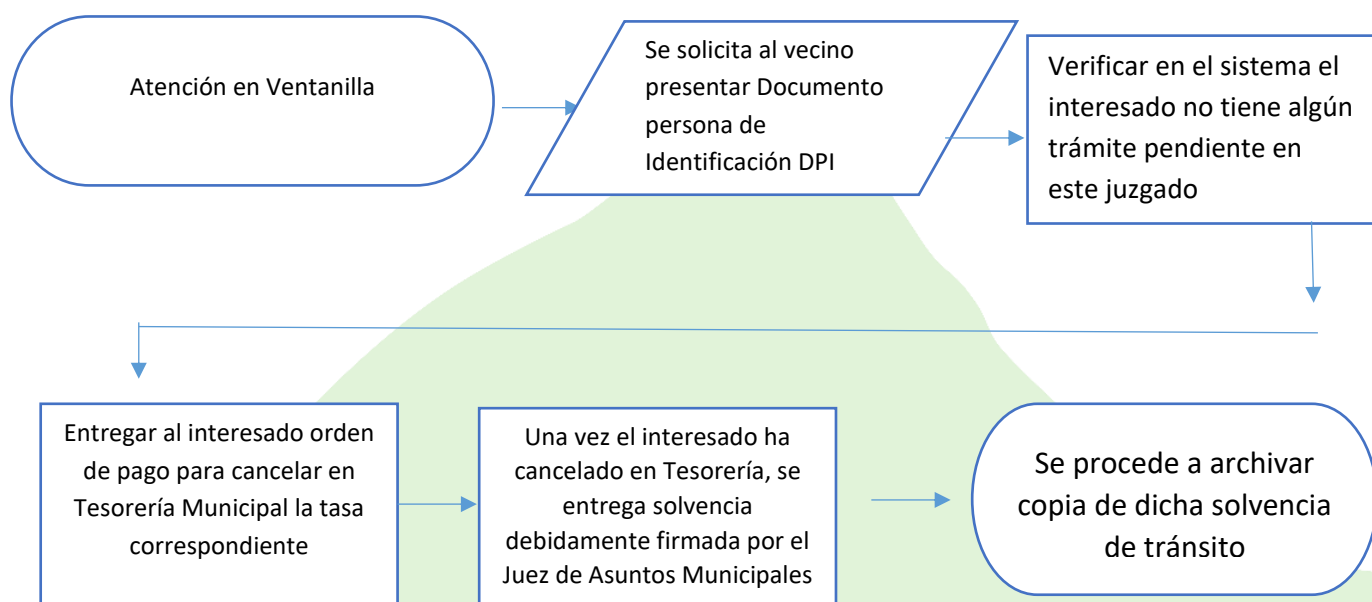 Atención en Ventanilla
Se solicita al vecino
presentar Documento
persona de
Identificación DPI
Verificar en el sistema el
interesado no tiene algún
trámite pendiente en
este juzgado
Entregar al interesado orden
de pago para cancelar en
Tesorería Municipal la tasa
correspondiente
Una vez el interesado ha
cancelado en Tesorería, se
entrega solvencia
debidamente firmada por el
Juez de Asuntos Municipales
Se procede a archivar
copia de dicha solvencia
de tránsito